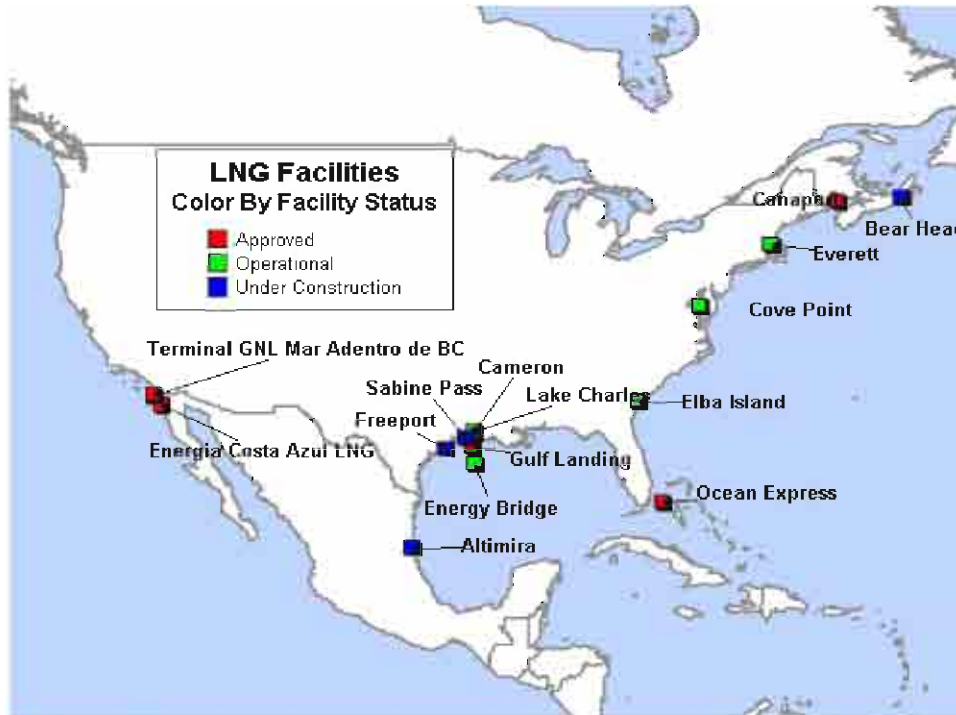 LNG Facilities
Color By Facility Status
Approved
Operational
Under Construction
Canap
Bear Head
Everett
Cove Point
Terminal GNL Mar Adentro de BC
Cameron
Sabine Pass
Lake Charles
Elba Island
Freeport
Energia Costa Azul LNG
Gulf Landing
Ocean Express
Energy Bridge
Altimira